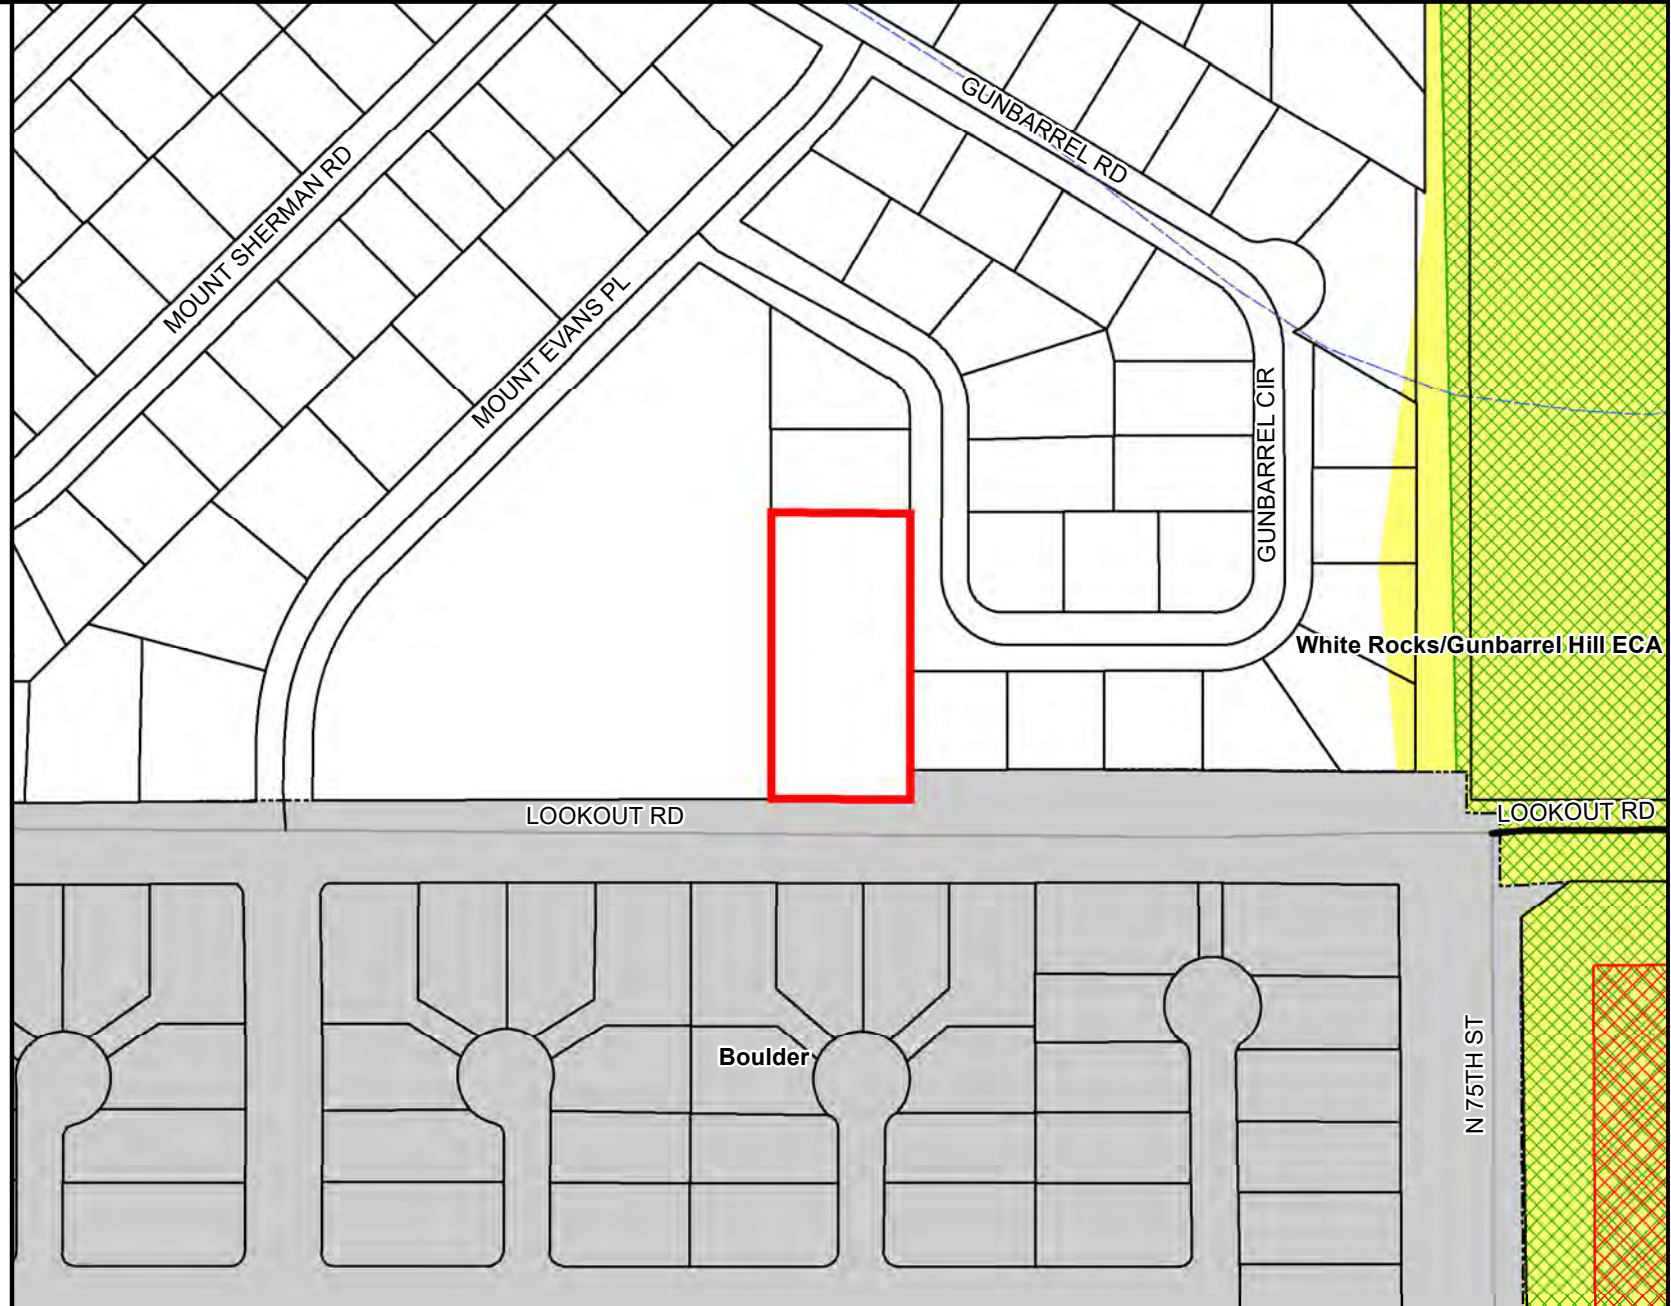 GUNBARREL RD
MOUNT SHERMAN RD
MOUNT EVANS PL
GUNBARREL CIR
White Rocks/Gunbarrel Hill ECA
LOOKOUT RD
LOOKOUT RD
Boulder
N 75TH ST